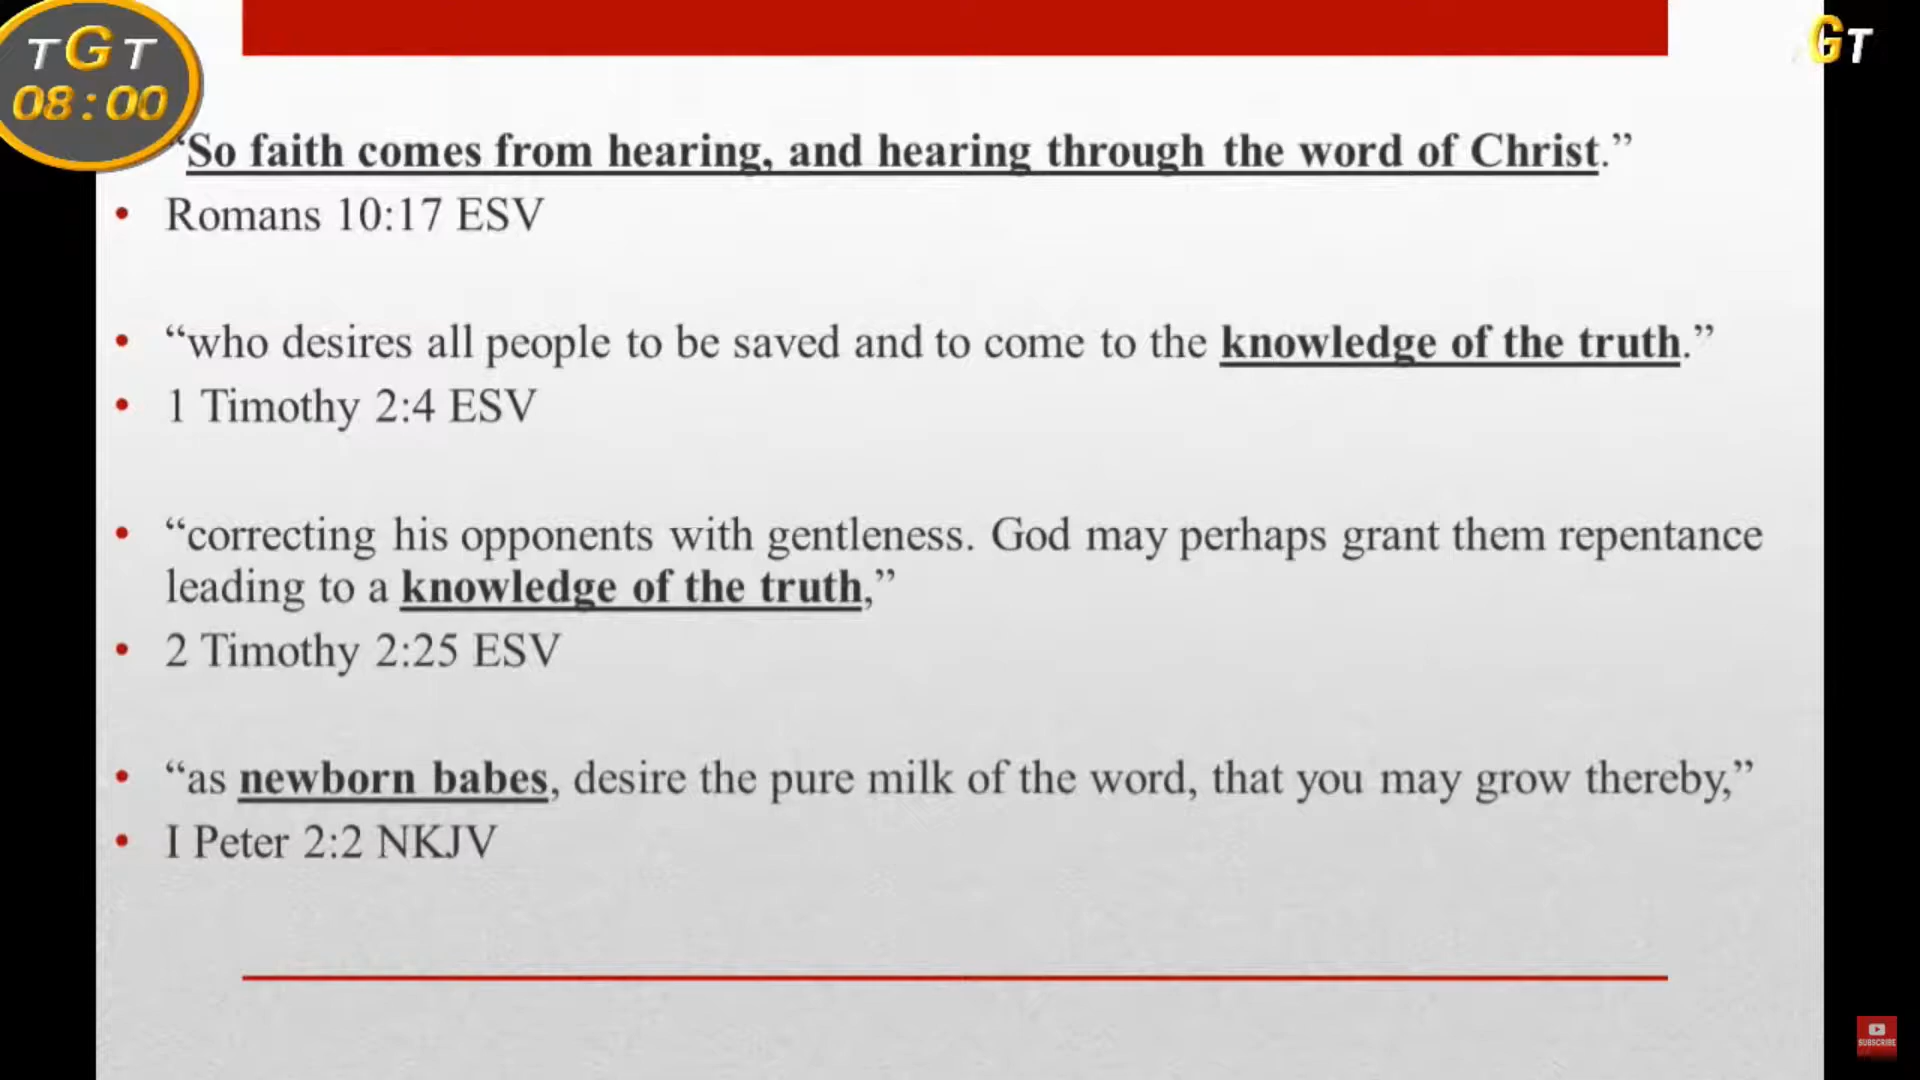 TGT
08:00
GT
“So faith comes from hearing, and hearing through the word of Christ.”
• Romans 10:17 ESV
• “who desires all people to be saved and to come to the knowledge of the truth.”
• 1 Timothy 2:4 ESV
• “correcting his opponents with gentleness. God may perhaps grant them repentance
leading to a knowledge of the truth,”
• 2 Timothy 2:25 ESV
• “as newborn babes, desire the pure milk of the word, that you may grow thereby,”
• I Peter 2:2 NKJV
SUBSCRIBE